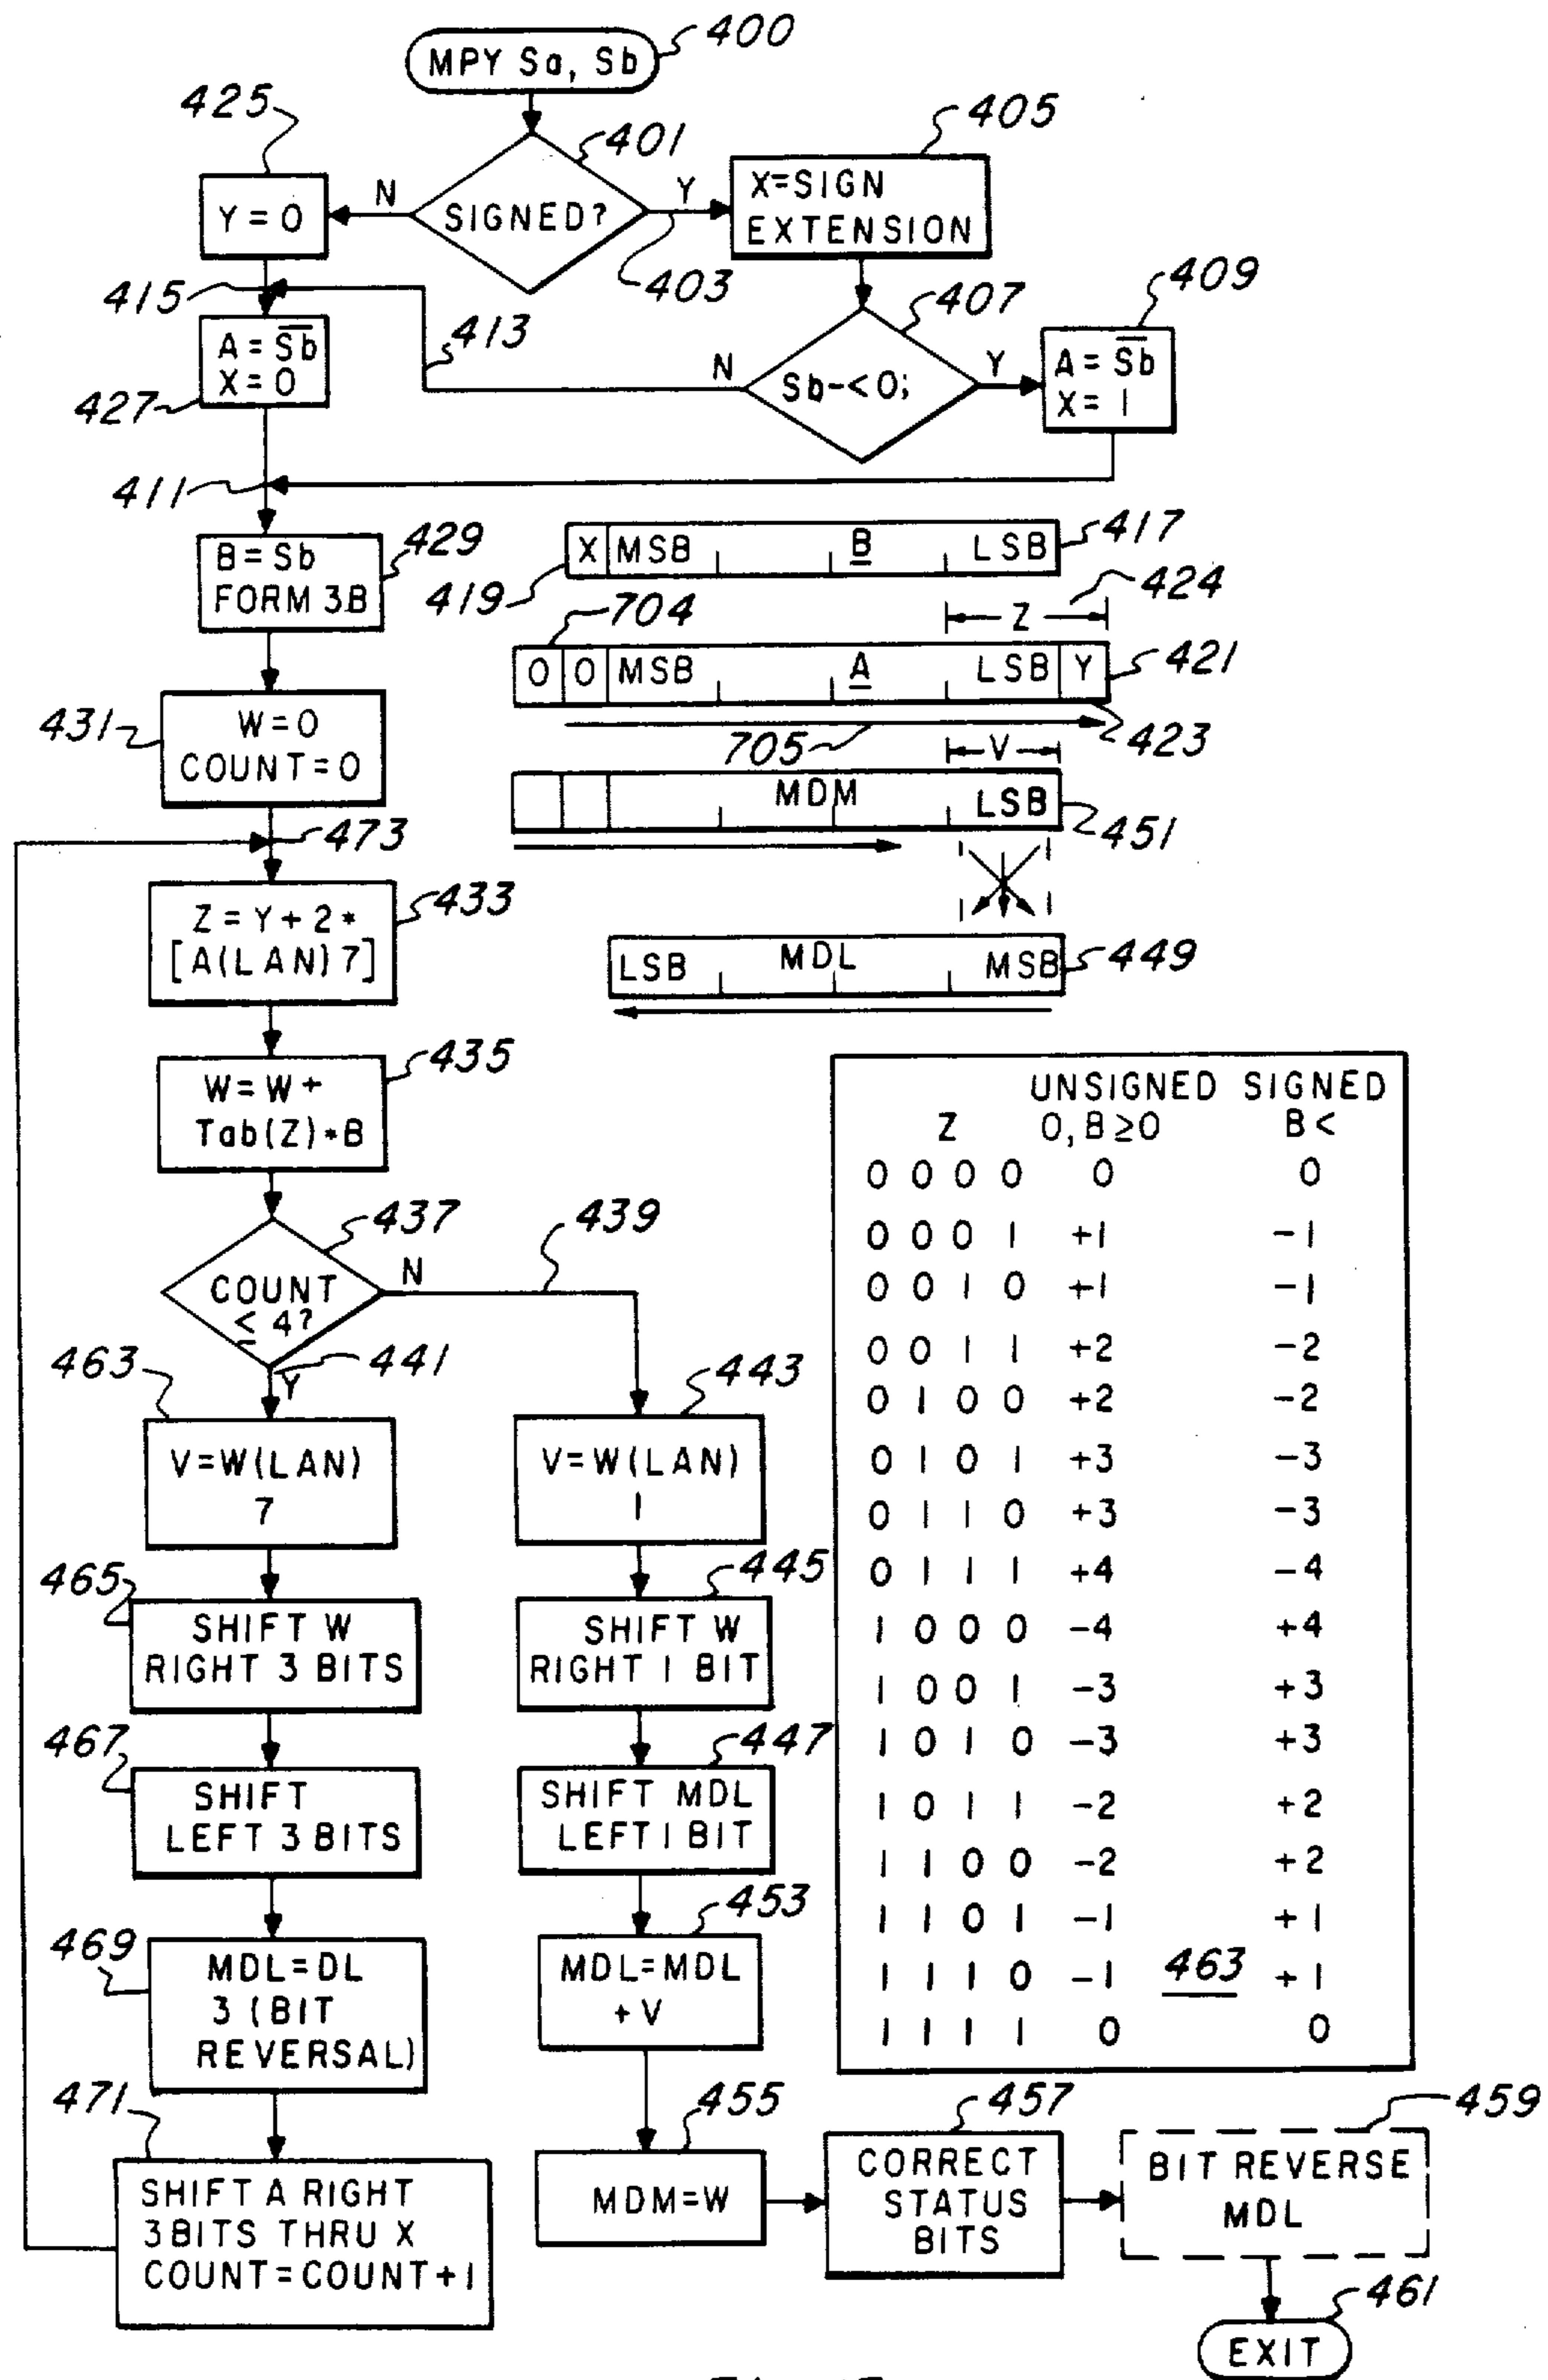 400
MPY Sa, Sb
425
401
405
Y = 0
N
SIGNED?
Y
X=SIGN
EXTENSION
403
415
407
409
A = S̅b̅
X = 0
413
427
N
Sb-<0;
Y
A = S̅b̅
X = 1
411
B = Sb
FORM 3B
429
X MSB B LSB
417
419
424
Z
704
0 0 MSB A LSB Y
421
423
705
431
W = 0
COUNT = 0
V
MDM LSB
451
473
Z = Y + 2 *
[A(LAN) 7]
433
LSB MDL MSB
449
W = W +
Tab(Z)*B
435
UNSIGNED SIGNED
Z 0, B ≥ 0 B <
0 0 0 0 0 0
0 0 0 1 +1 -1
0 0 1 0 +1 -1
0 0 1 1 +2 -2
0 1 0 0 +2 -2
0 1 0 1 +3 -3
0 1 1 0 +3 -3
0 1 1 1 +4 -4
1 0 0 0 -4 +4
1 0 0 1 -3 +3
1 0 1 0 -3 +3
1 0 1 1 -2 +2
1 1 0 0 -2 +2
1 1 0 1 -1 +1
1 1 1 0 -1 463 +1
1 1 1 1 0 0
437
439
COUNT
≤ 4?
N
Y
441
463
443
V=W(LAN)
7
V=W(LAN)
1
465
445
SHIFT W
RIGHT 3 BITS
SHIFT W
RIGHT 1 BIT
467
447
SHIFT
LEFT 3 BITS
SHIFT MDL
LEFT 1 BIT
469
453
MDL=DL
3 (BIT
REVERSAL)
MDL=MDL
+ V
471
455
457
459
SHIFT A RIGHT
3 BITS THRU X
COUNT=COUNT+1
MDM=W
CORRECT
STATUS
BITS
BIT REVERSE
MDL
461
EXIT